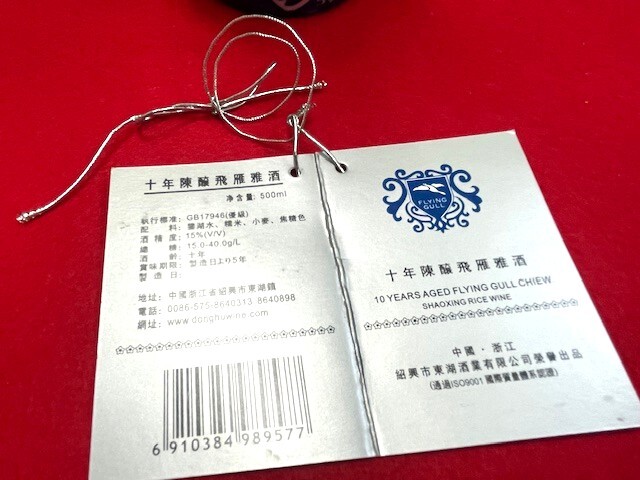 十年陳釀飛雁雅酒
净含量: 500ml
執行標準: GB17946(優級)
配 料: 鑒湖水、糯米、小麥、焦糖色
酒 精 度: 15%(V/V)
總 糖: 15.0-40.0g/L
酒 齡: 十年
賞味期限: 製造日より5年
製 造 日:
地址: 中國浙江省紹興市東湖鎮
電話: 0086-575-8640313 8640898
網址: www.donghuwine.com
6 910384 989577
FLYING
GULL
十年陳釀飛雁雅酒
10 YEARS AGED FLYING GULL CHIEW
SHAOXING RICE WINE
中國·浙江
紹興市東湖酒業有限公司榮譽出品
(通過ISO9001 國際質量體系認證)